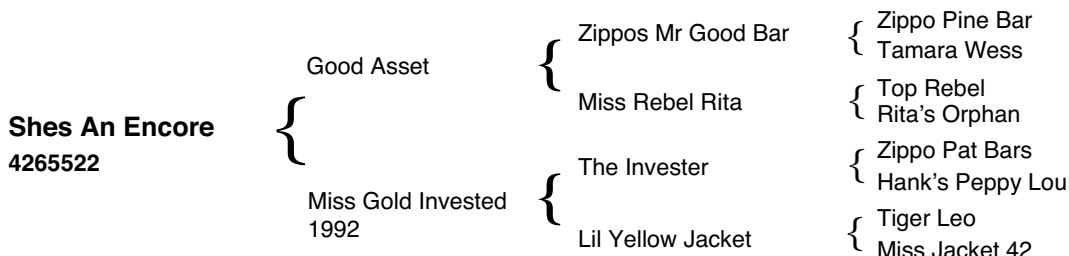 Shes An Encore
4265522
Good Asset
Miss Gold Invested
1992
Zippos Mr Good Bar
Miss Rebel Rita
The Invester
Lil Yellow Jacket
Zippo Pine Bar
Tamara Wess
Top Rebel
Rita's Orphan
Zippo Pat Bars
Hank's Peppy Lou
Tiger Leo
Miss Jacket 42